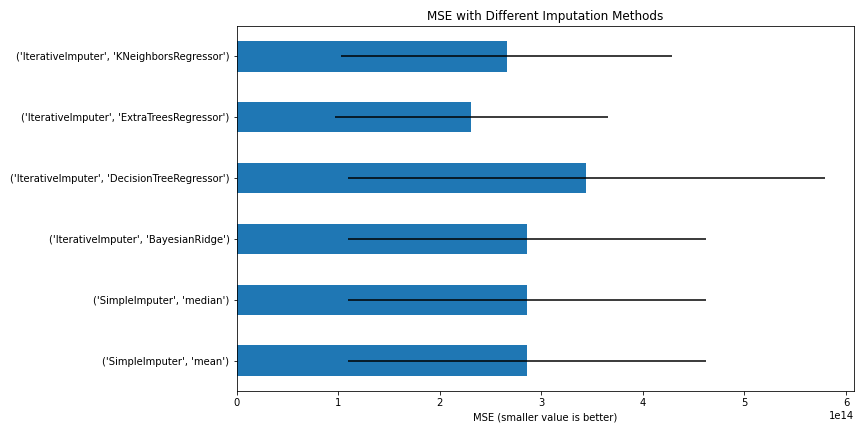 MSE with Different Imputation Methods
('IterativeImputer', 'KNeighborsRegressor')
('IterativeImputer', 'ExtraTreesRegressor')
('IterativeImputer', 'DecisionTreeRegressor')
('IterativeImputer', 'BayesianRidge')
('SimpleImputer', 'median')
('SimpleImputer', 'mean')
0 1 2 3 4 5 6
1e14
MSE (smaller value is better)